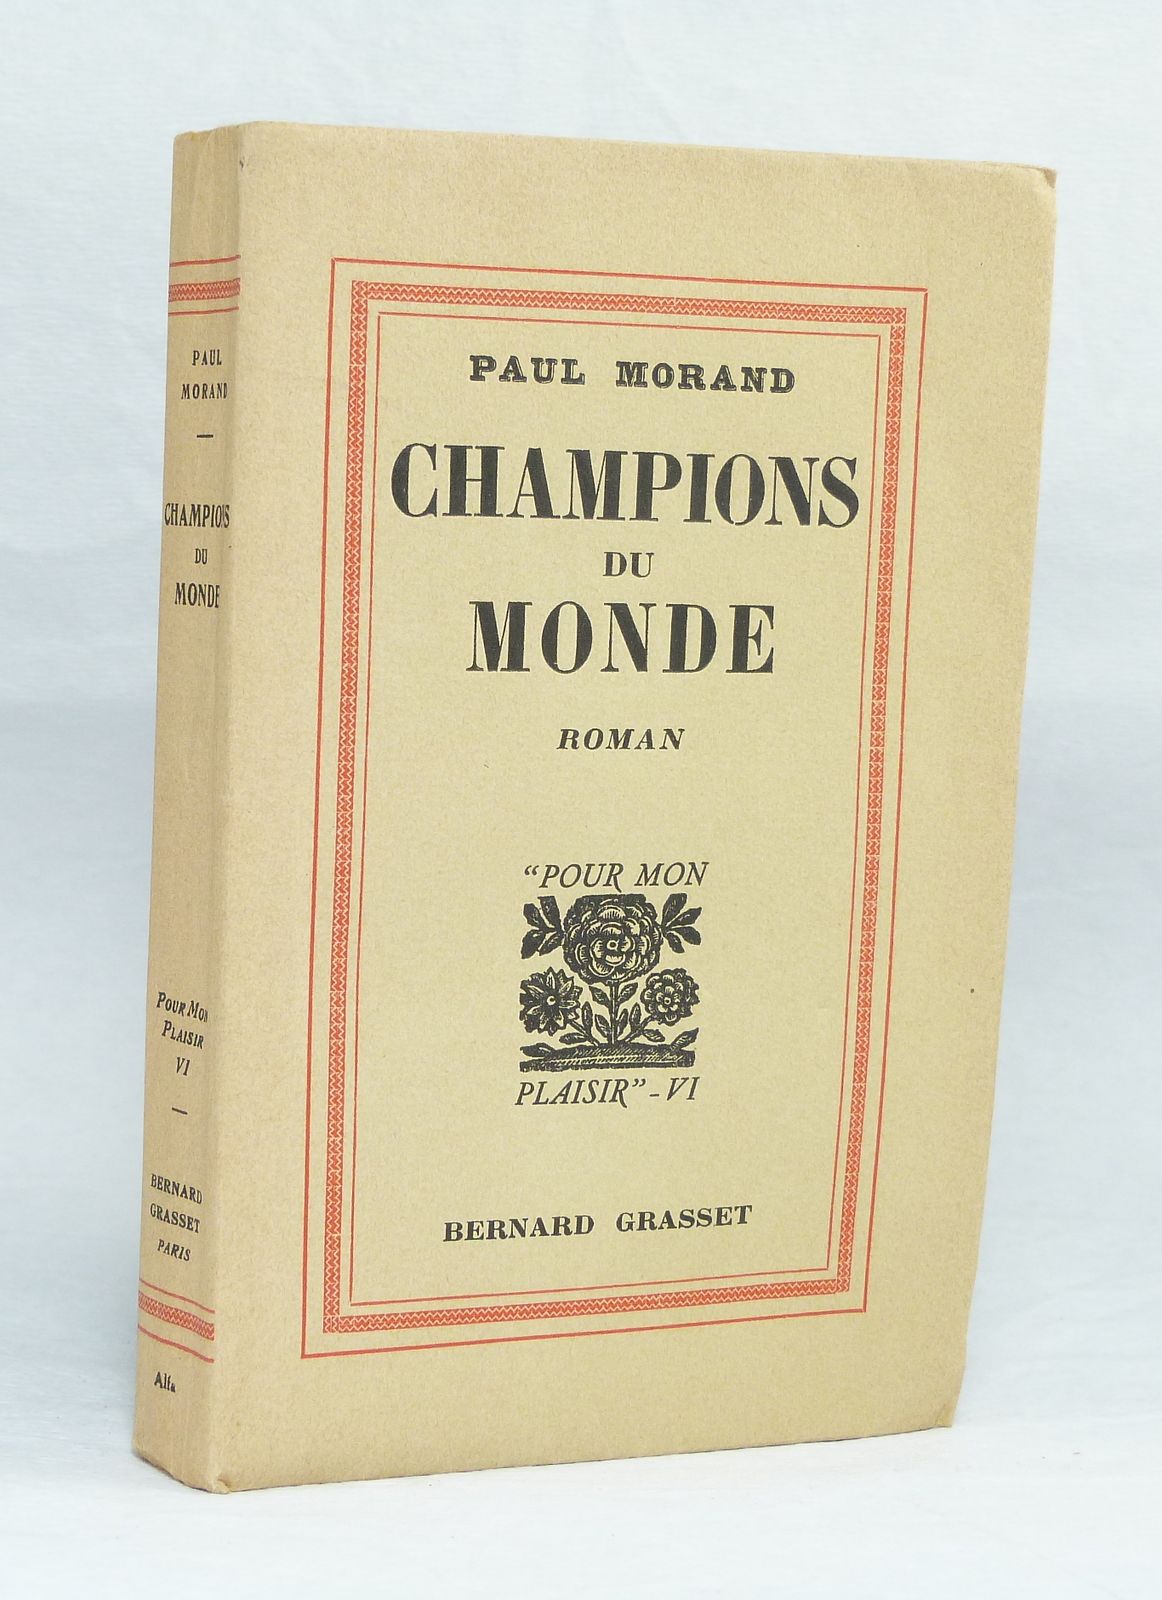 PAUL
MORAND
—
CHAMPIONS
DU
MONDE
POUR MON
PLAISIR
VI
—
BERNARD
GRASSET
PARIS
Alfa
PAUL MORAND
CHAMPIONS
DU
MONDE
ROMAN
“POUR MON
PLAISIR” - VI
BERNARD GRASSET